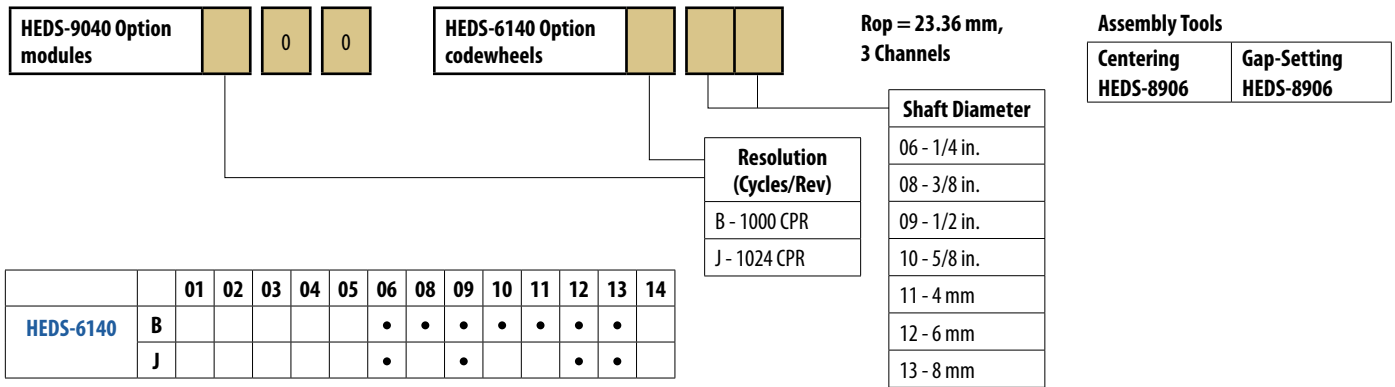 HEDS-9040 Option
modules
0
0
HEDS-6140 Option
codewheels
Rop = 23.36 mm,
3 Channels
Assembly Tools
Centering
HEDS-8906
Gap-Setting
HEDS-8906
Shaft Diameter
06 - 1/4 in.
08 - 3/8 in.
09 - 1/2 in.
10 - 5/8 in.
11 - 4 mm
12 - 6 mm
13 - 8 mm
Resolution
(Cycles/Rev)
B - 1000 CPR
J - 1024 CPR
01 02 03 04 05 06 08 09 10 11 12 13 14
HEDS-6140 B • • • • • • •
J • • • •